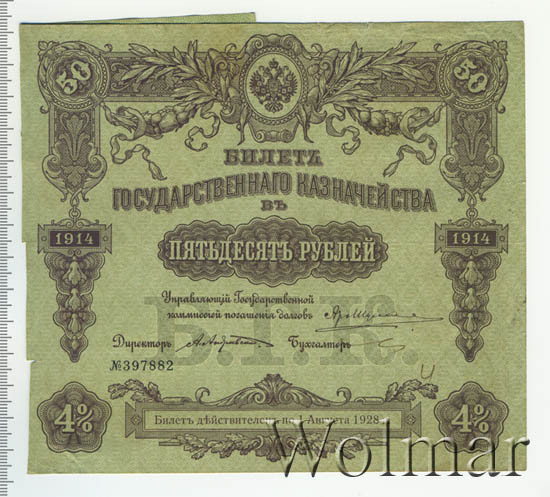 50 50
БИЛЕТЪ
ГОСУДАРСТВЕННАГО КАЗНАЧЕЙСТВА
ВЪ
1914 ПЯТЬДЕСЯТЪ РУБЛЕЙ 1914
Управляющій Государственной
коммиссіей погашенія долговъ
Директоръ Бухгалтеръ
№397882
4% 4%
Билетъ дѣйствителенъ по 1 Августа 1928
Wolmar